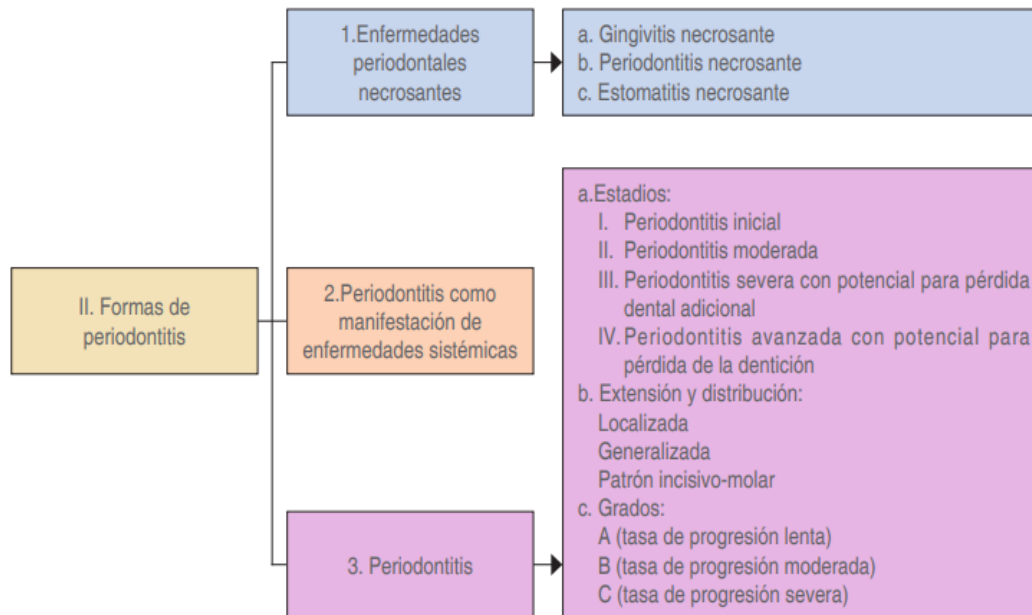 1.Enfermedades
periodontales
necrosantes
a. Gingivitis necrosante
b. Periodontitis necrosante
c. Estomatitis necrosante
II. Formas de
periodontitis
2.Periodontitis como
manifestación de
enfermedades sistémicas
3. Periodontitis
a.Estadios:
I. Periodontitis inicial
II. Periodontitis moderada
III. Periodontitis severa con potencial para pérdida
dental adicional
IV. Periodontitis avanzada con potencial para
pérdida de la dentición
b. Extensión y distribución:
Localizada
Generalizada
Patrón incisivo-molar
c. Grados:
A (tasa de progresión lenta)
B (tasa de progresión moderada)
C (tasa de progresión severa)